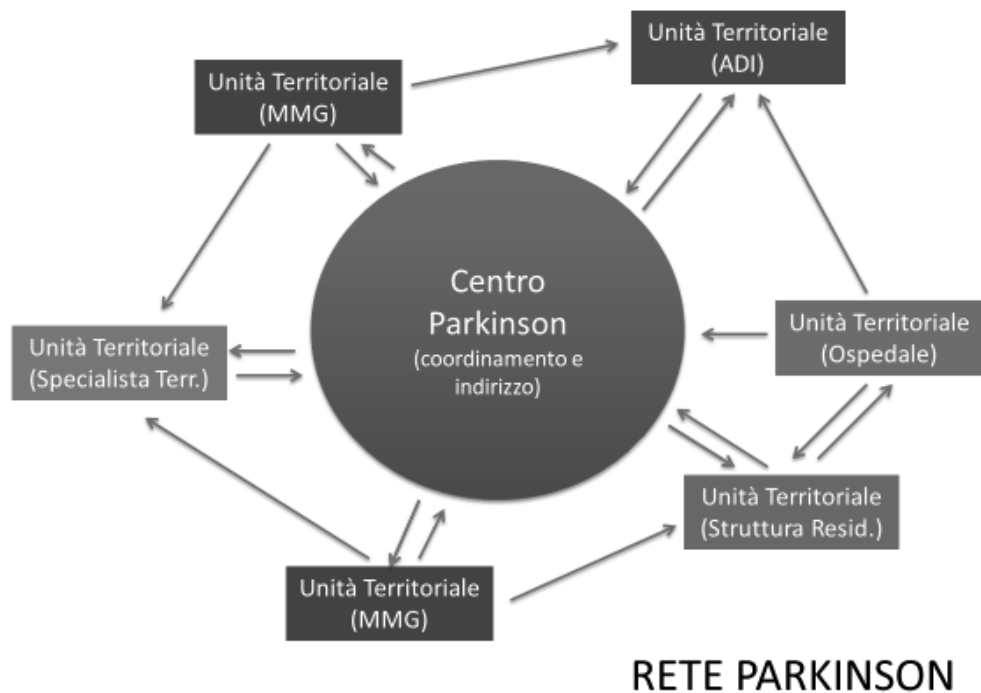 Unità Territoriale
(ADI)
Unità Territoriale
(MMG)
Centro
Parkinson
(coordinamento e
indirizzo)
Unità Territoriale
(Ospedale)
Unità Territoriale
(Specialista Terr.)
Unità Territoriale
(Struttura Resid.)
Unità Territoriale
(MMG)
RETE PARKINSON